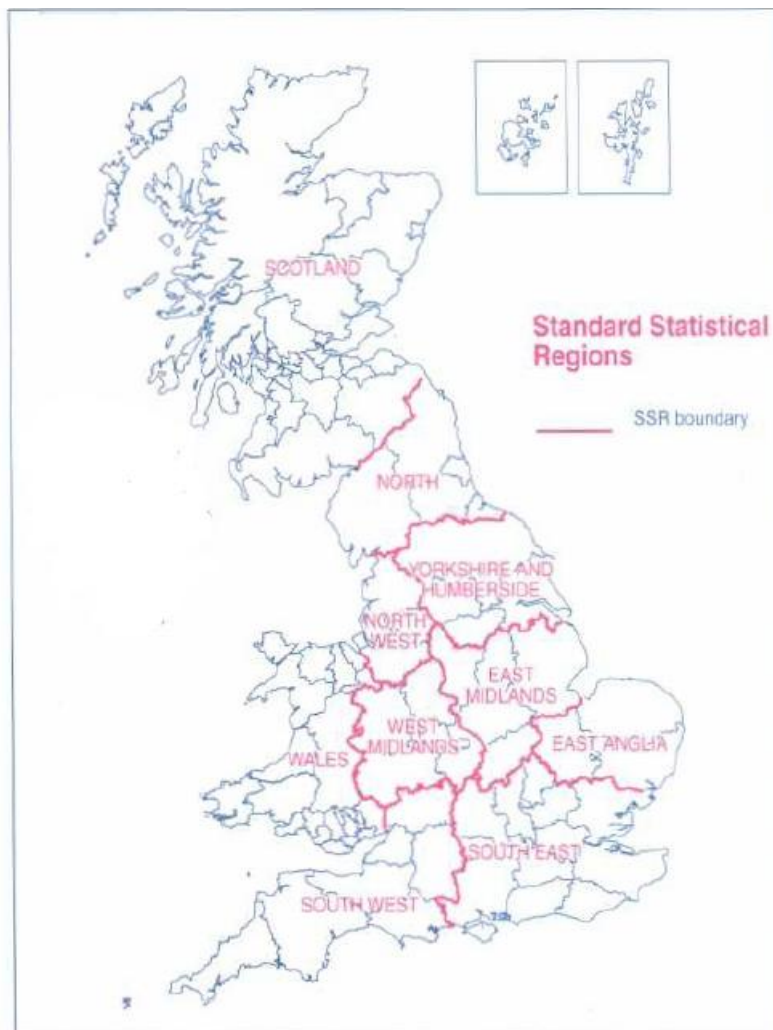 SCOTLAND
Standard Statistical
Regions
SSR boundary
NORTH
YORKSHIRE AND
HUMBERSIDE
NORTH
WEST
EAST
MIDLANDS
WEST
MIDLANDS
EAST ANGLIA
WALES
SOUTH EAST
SOUTH WEST